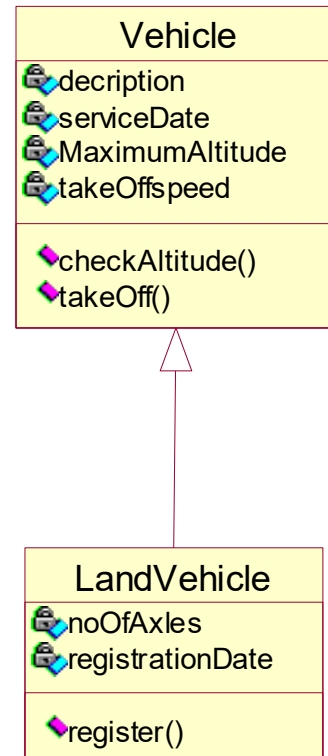 Vehicle
decription
serviceDate
MaximumAltitude
takeOffspeed
checkAltitude()
takeOff()
LandVehicle
noOfAxles
registrationDate
register()